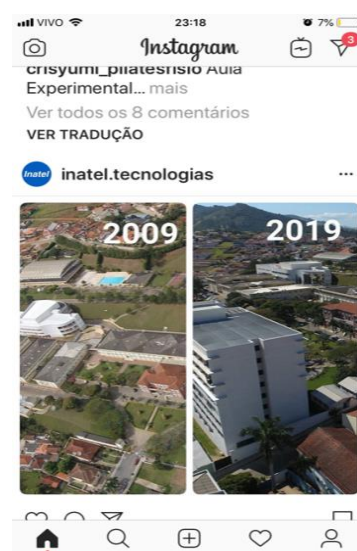 VIVO 23:18 7%
Instagram
3
crisyumi_pilatesfisio Aula
Experimental... mais
Ver todos os 8 comentários
VER TRADUÇÃO
Inatel inatel.tecnologias
2009 2019